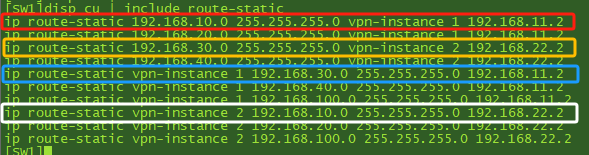 [sw1]disp cu | include route-static
ip route-static 192.168.10.0 255.255.255.0 vpn-instance 1 192.168.11.2
ip route-static 192.168.20.0 255.255.255.0 vpn-instance 1 192.168.11.2
ip route-static 192.168.30.0 255.255.255.0 vpn-instance 2 192.168.22.2
ip route-static 192.168.40.0 255.255.255.0 vpn-instance 2 192.168.22.2
ip route-static vpn-instance 1 192.168.30.0 255.255.255.0 192.168.11.2
ip route-static vpn-instance 1 192.168.40.0 255.255.255.0 192.168.11.2
ip route-static vpn-instance 1 192.168.100.0 255.255.255.0 192.168.11.2
ip route-static vpn-instance 2 192.168.10.0 255.255.255.0 192.168.22.2
ip route-static vpn-instance 2 192.168.20.0 255.255.255.0 192.168.22.2
ip route-static vpn-instance 2 192.168.100.0 255.255.255.0 192.168.22.2
[sw1]